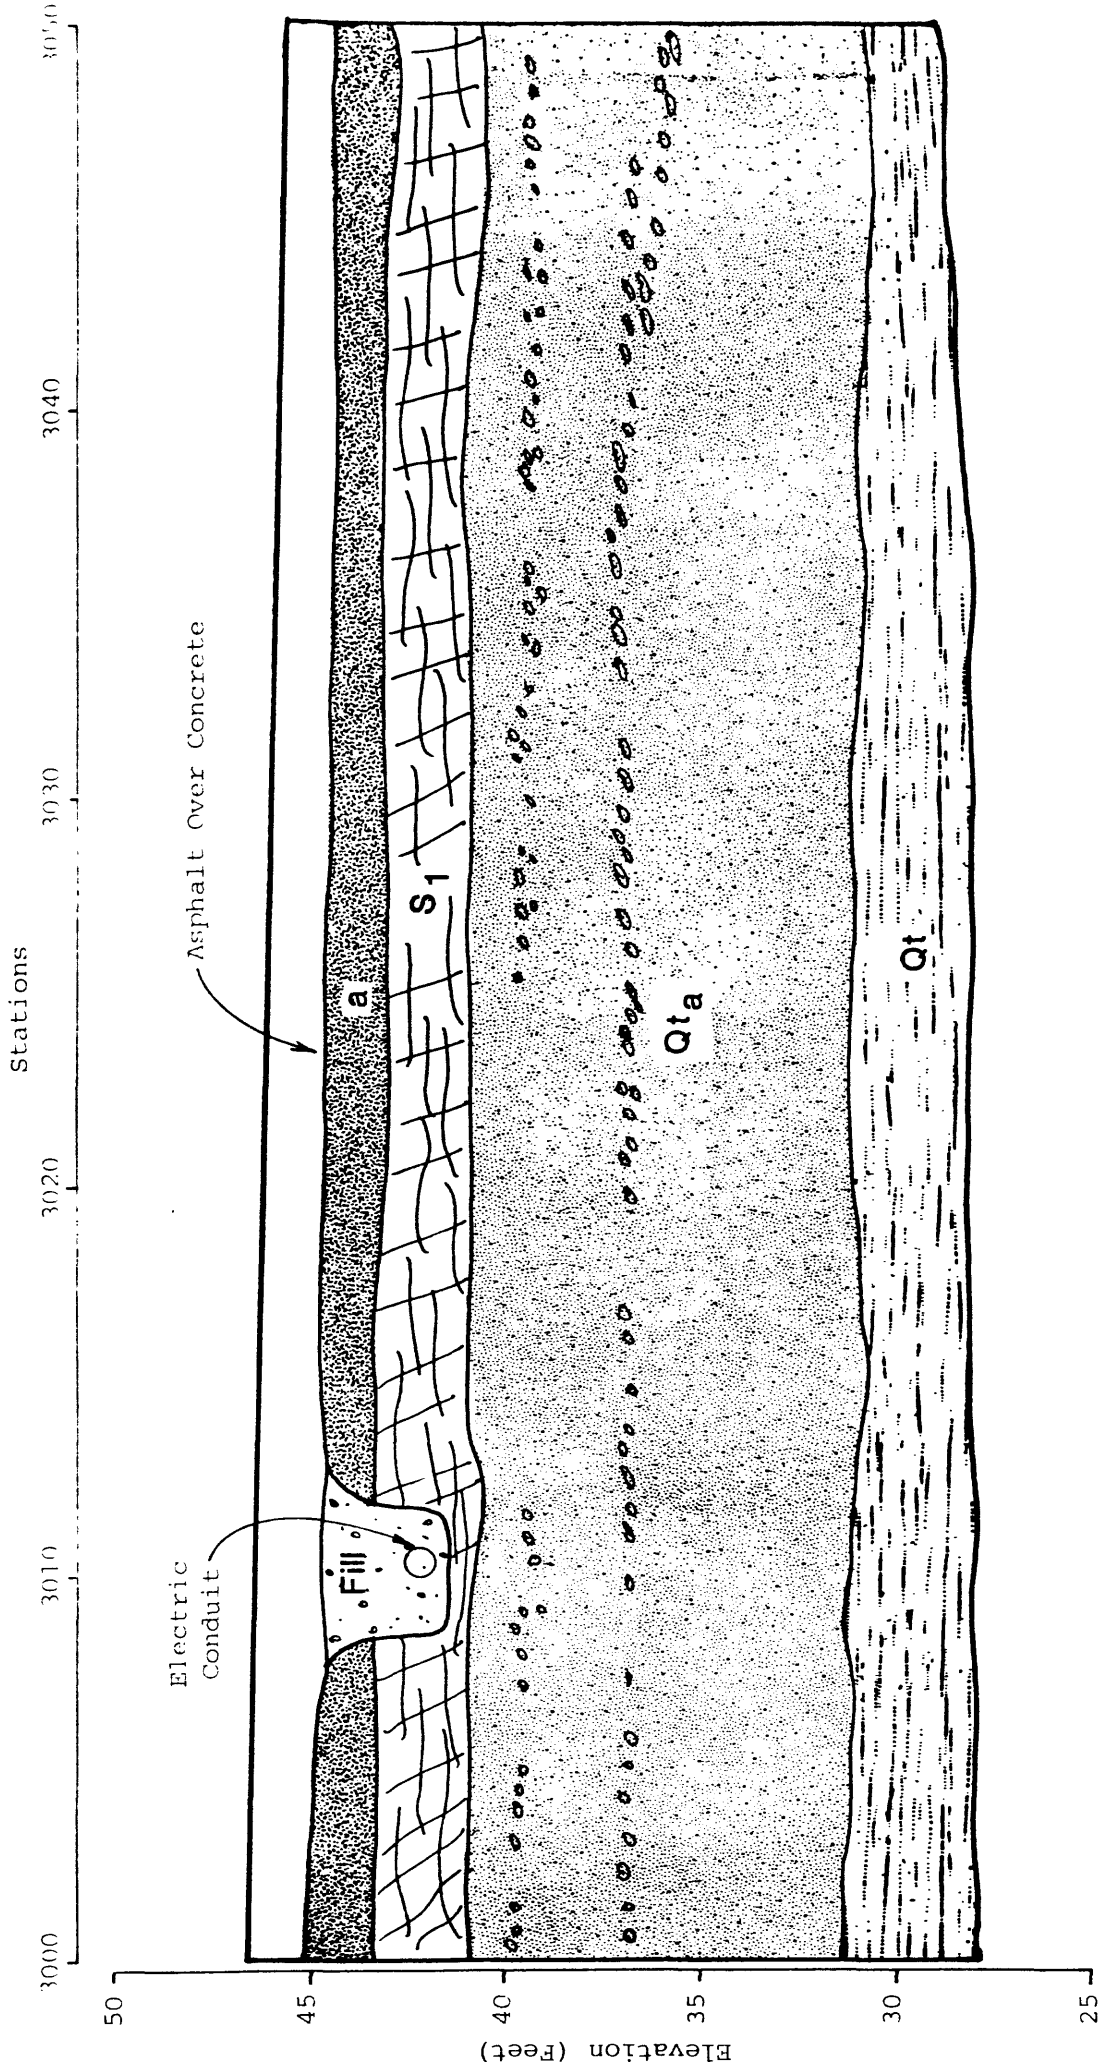 Stations
3000 3010 3020 3030 3040 3050
Asphalt Over Concrete
Electric
Conduit
Fill
a
S1
Qta
Qt
Elevation (Feet)
50
45
40
35
30
25